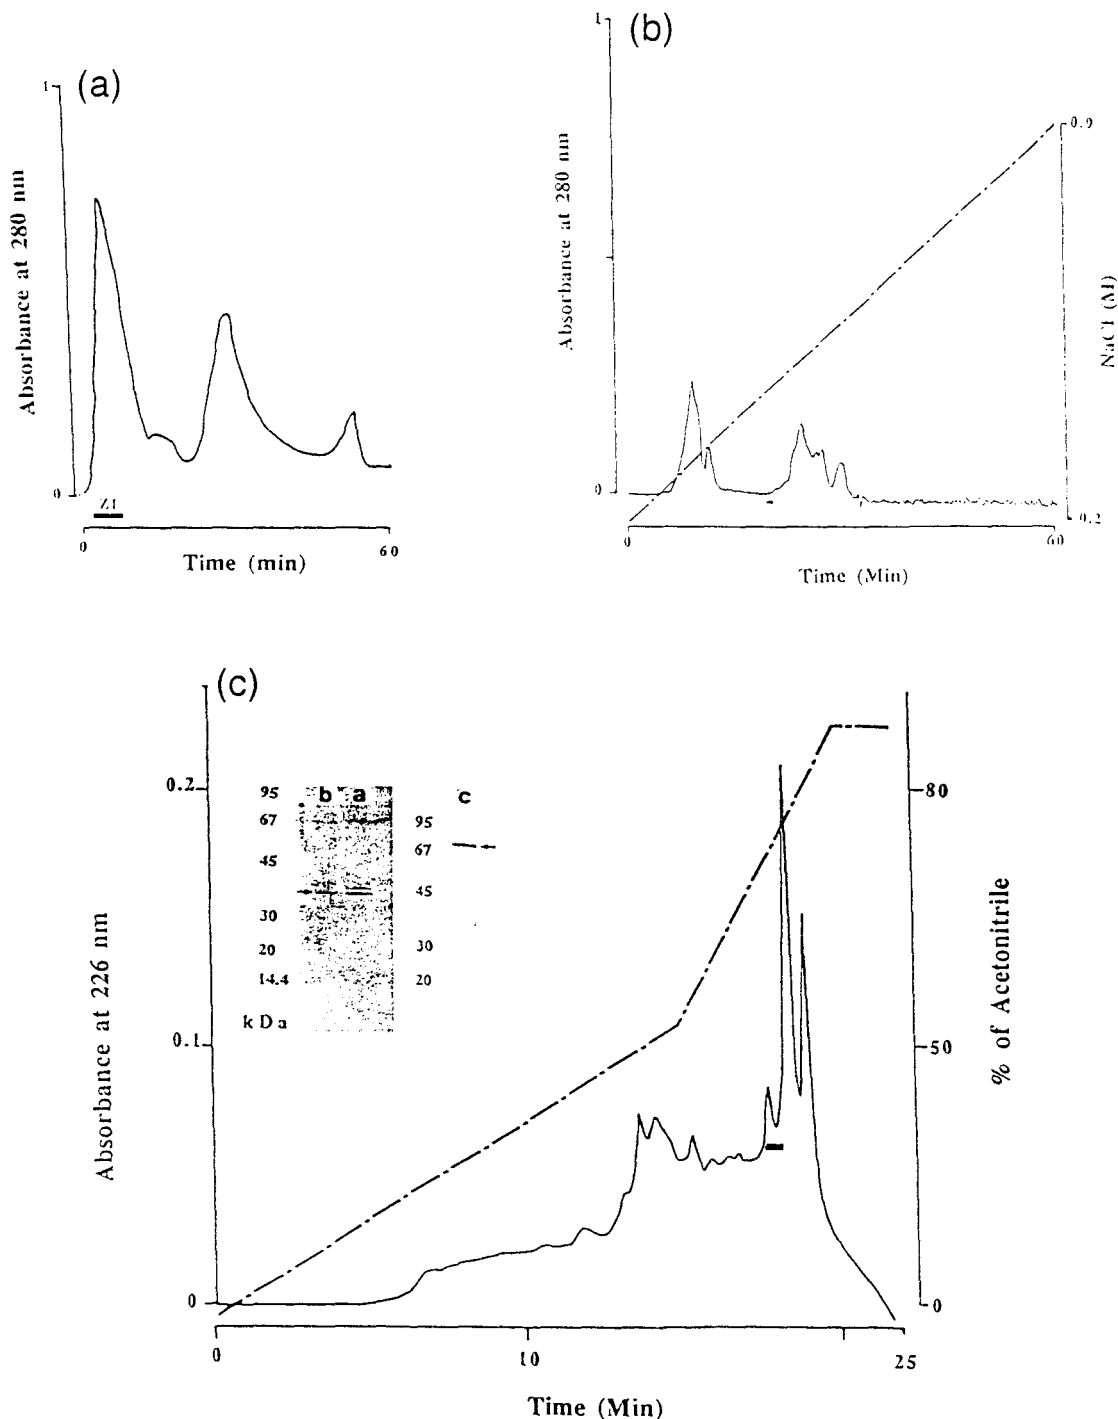 (a)
1
Absorbance at 280 nm
0
Z1
0
60
Time (min)
(b)
1
Absorbance at 280 nm
0
0.9
NaCl (M)
0.2
0
60
Time (Min)
(c)
0.2
0.1
0
Absorbance at 226 nm
95
67
45
30
20
14.4
kDa
b a
c
95
67
45
30
20
80
50
0
% of Acetonitrile
0
10
25
Time (Min)